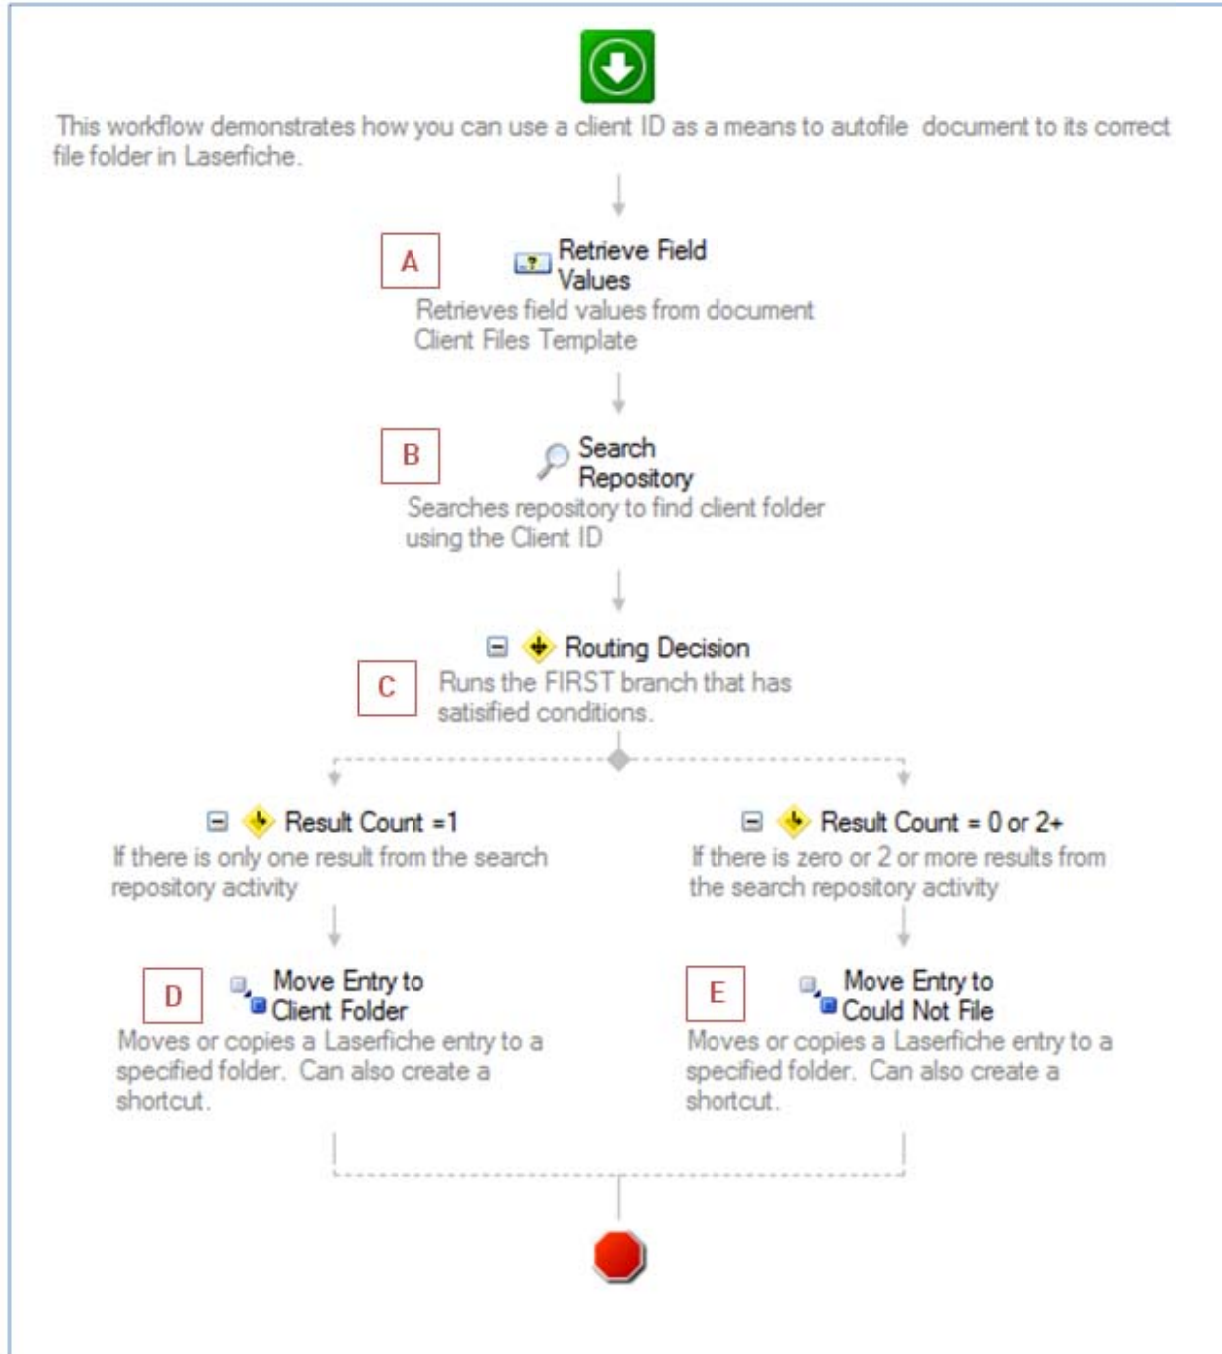 This workflow demonstrates how you can use a client ID as a means to autofile document to its correct
file folder in Laserfiche.
A
Retrieve Field
Values
Retrieves field values from document
Client Files Template
B
Search
Repository
Searches repository to find client folder
using the Client ID
Routing Decision
C
Runs the FIRST branch that has
satisified conditions.
Result Count =1
If there is only one result from the search
repository activity
Result Count = 0 or 2+
If there is zero or 2 or more results from
the search repository activity
D
Move Entry to
Client Folder
Moves or copies a Laserfiche entry to a
specified folder. Can also create a
shortcut.
E
Move Entry to
Could Not File
Moves or copies a Laserfiche entry to a
specified folder. Can also create a
shortcut.